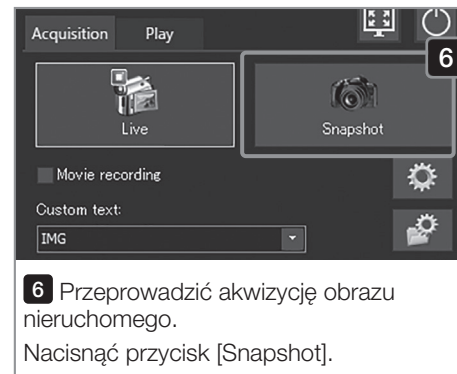 Acquisition Play
6
Live Snapshot
Movie recording
Custom text:
IMG
6 Przeprowadzić akwizycję obrazu
nieruchomego.
Nacisnąć przycisk [Snapshot].